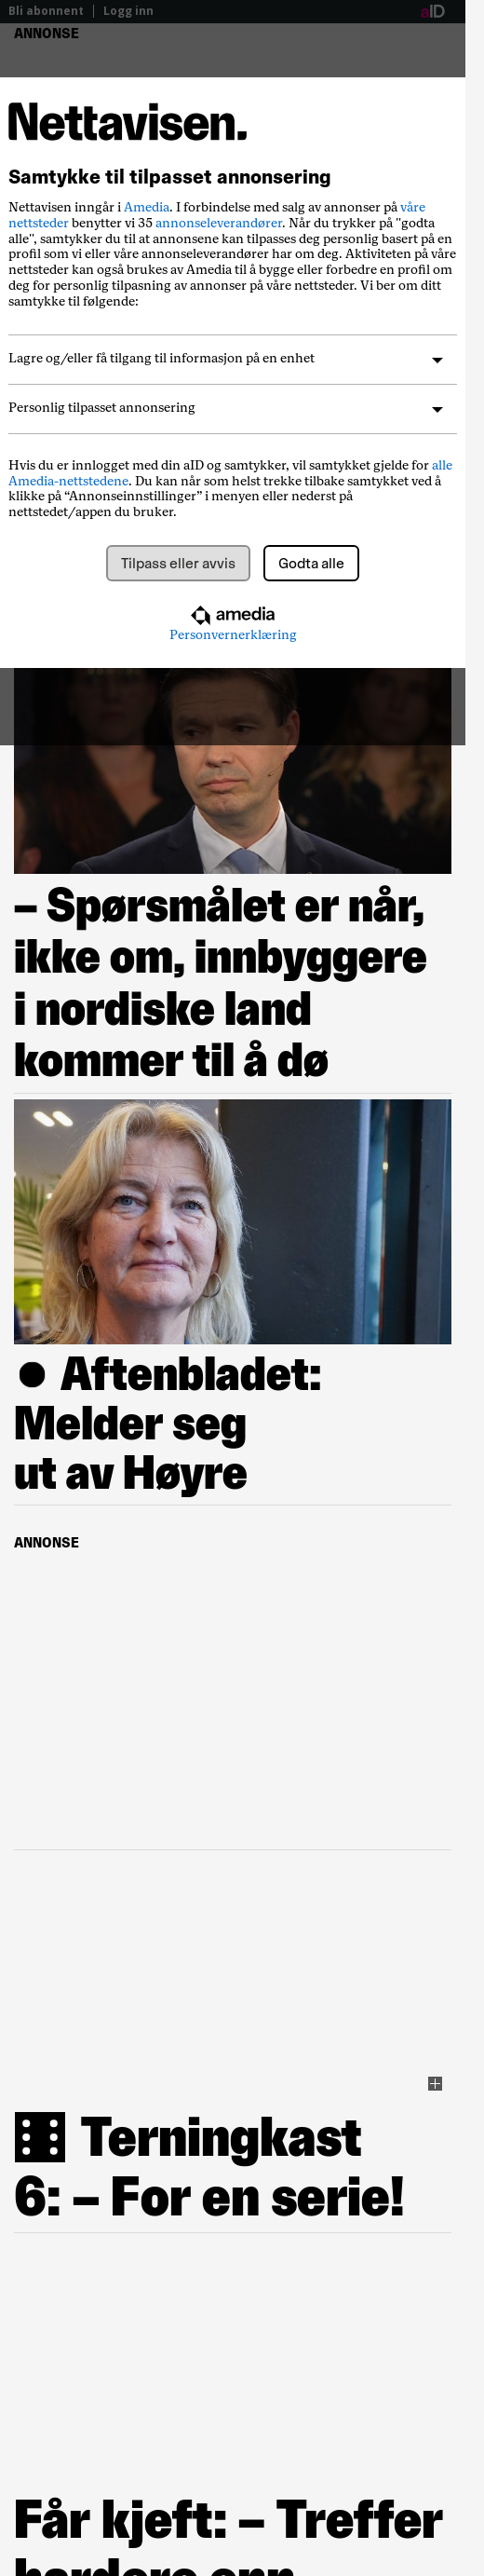 Bli abonnent | Logg inn
aID
ANNONSE
Nettavisen.
Samtykke til tilpasset annonsering
Nettavisen inngår i Amedia. I forbindelse med salg av annonser på våre
nettsteder benytter vi 35 annonseleverandører. Når du trykker på "godta
alle", samtykker du til at annonsene kan tilpasses deg personlig basert på en
profil som vi eller våre annonseleverandører har om deg. Aktiviteten på våre
nettsteder kan også brukes av Amedia til å bygge eller forbedre en profil om
deg for personlig tilpasning av annonser på våre nettsteder. Vi ber om ditt
samtykke til følgende:
Lagre og/eller få tilgang til informasjon på en enhet
Personlig tilpasset annonsering
Hvis du er innlogget med din aID og samtykker, vil samtykket gjelde for alle
Amedia-nettstedene. Du kan når som helst trekke tilbake samtykket ved å
klikke på “Annonseinnstillinger” i menyen eller nederst på
nettstedet/appen du bruker.
Tilpass eller avvis
Godta alle
amedia
Personvernerklæring
– Spørsmålet er når,
ikke om, innbyggere
i nordiske land
kommer til å dø
● Aftenbladet:
Melder seg
ut av Høyre
ANNONSE
Terningkast
6: – For en serie!
Får kjeft: – Treffer